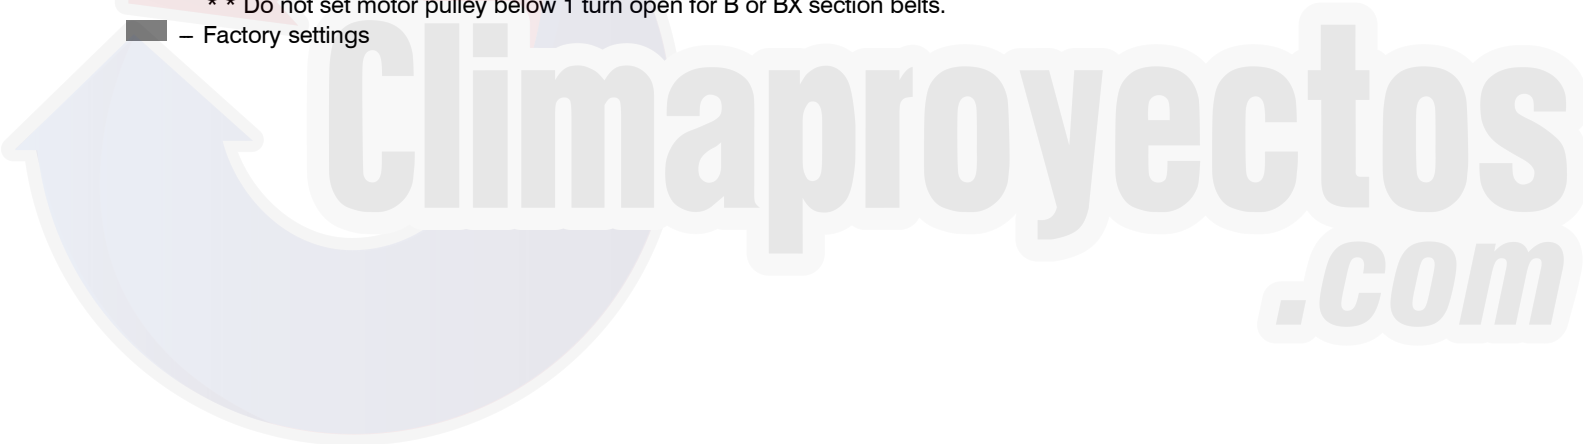 * * Do not set motor pulley below 1 turn open for B or BX section belts.
– Factory settings
Climaproyectos
.com